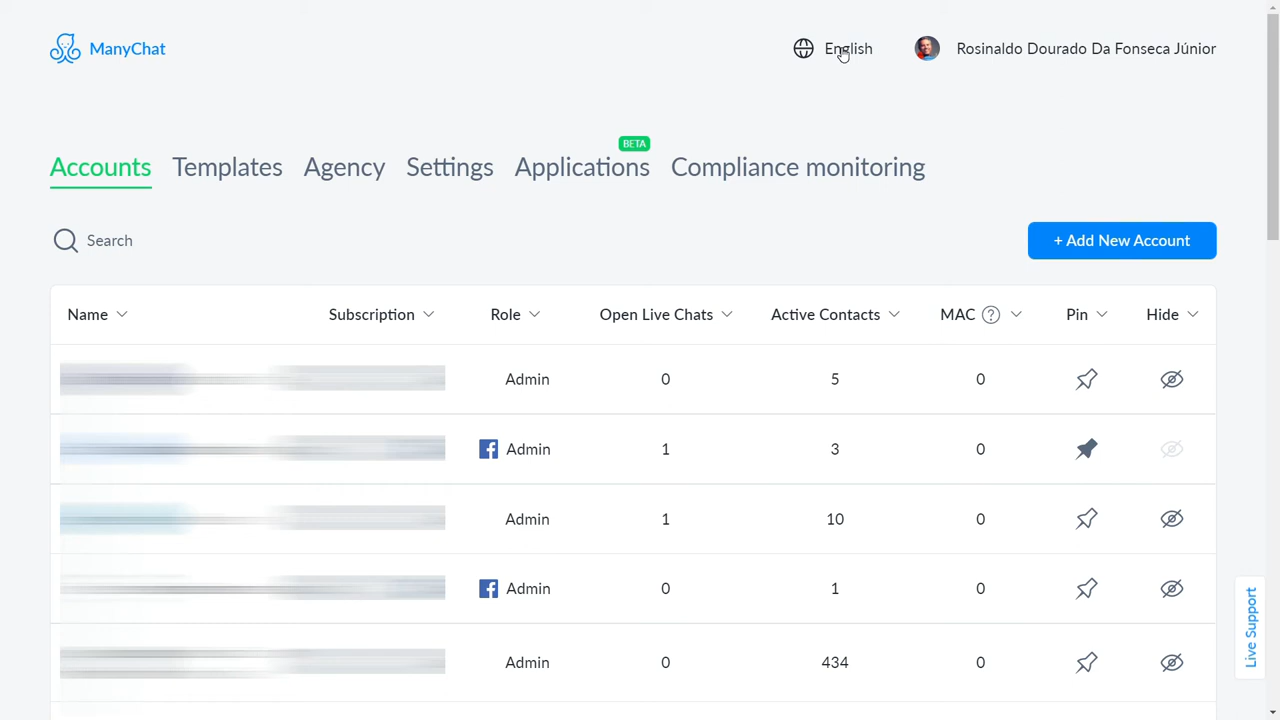 ManyChat
English
Rosinaldo Dourado Da Fonseca Júnior
BETA
Accounts Templates Agency Settings Applications Compliance monitoring
Search
+ Add New Account
Name Subscription Role Open Live Chats Active Contacts MAC ? Pin Hide
Admin 0 5 0
Admin 1 3 0
Admin 1 10 0
Admin 0 1 0
Admin 0 434 0
Live Support